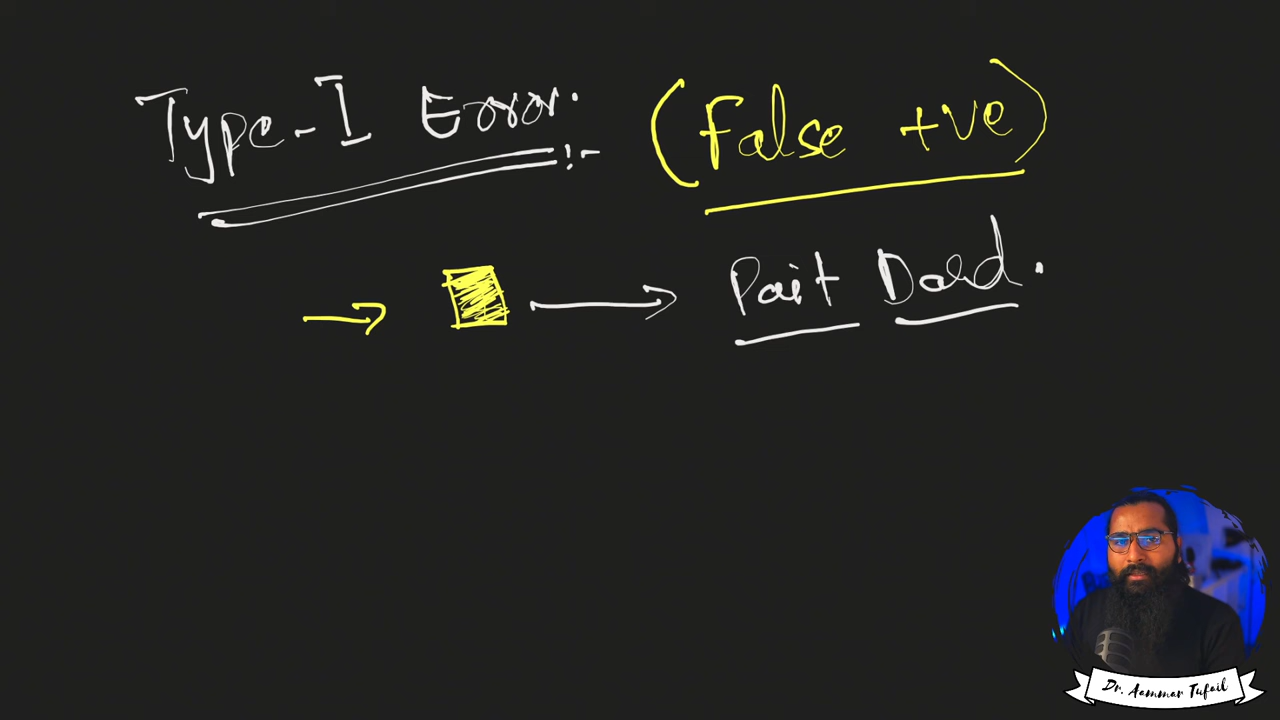 Type-I Error :- (False +ve)
→ → Pait Dard.
Dr. Aammar Tufail